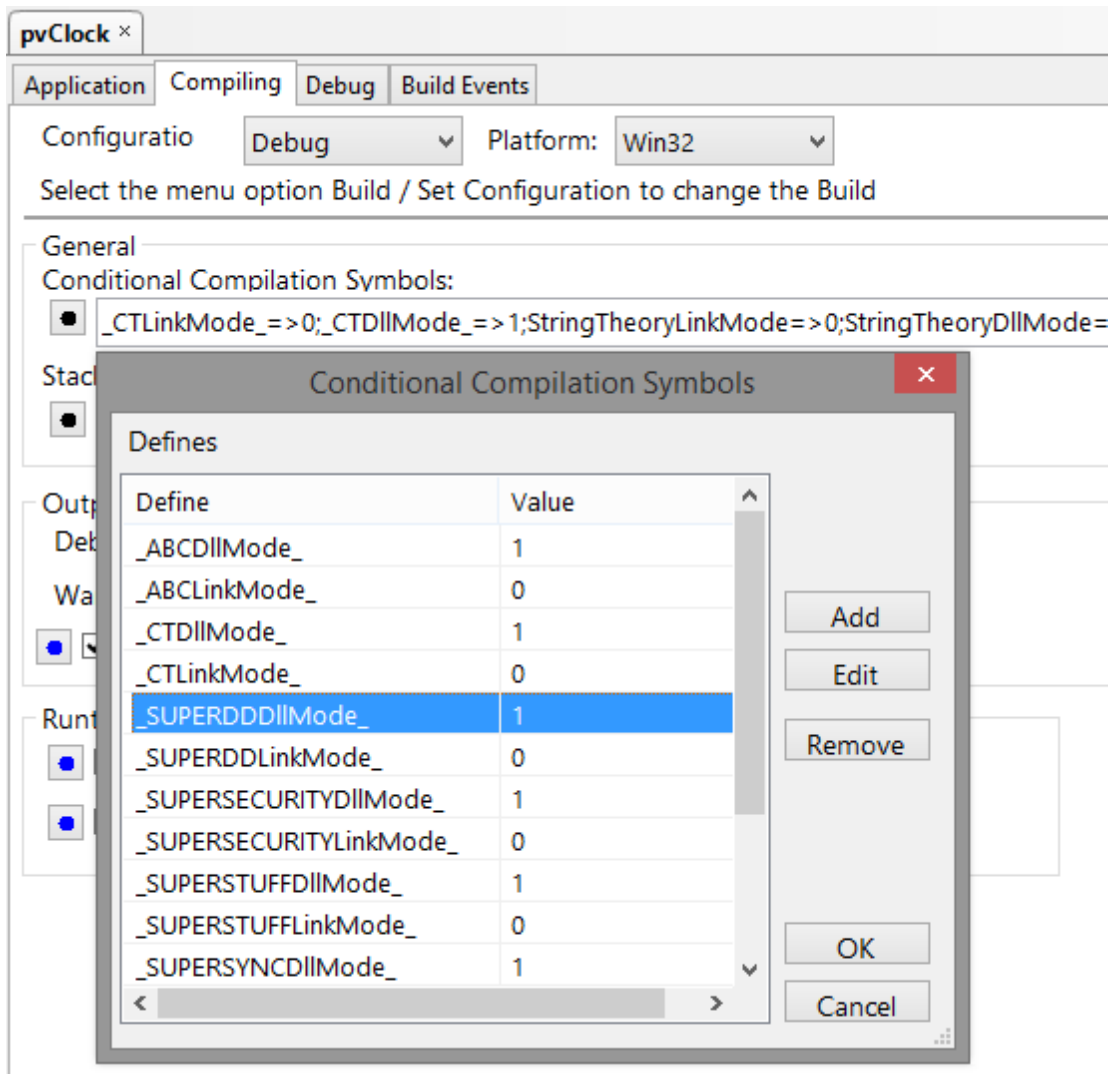 pvClock ×
Application Compiling Debug Build Events
Configuratio Debug Platform: Win32
Select the menu option Build / Set Configuration to change the Build
General
Conditional Compilation Symbols:
_CTLinkMode_=>0;_CTDllMode_=>1;StringTheoryLinkMode=>0;StringTheoryDllMode=
Stac
Conditional Compilation Symbols
Defines
Outp
Define Value
Deb
_ABCDllMode_ 1
Wa
_ABCLinkMode_ 0
Add
_CTDllMode_ 1
_CTLinkMode_ 0
Edit
Runt
_SUPERDDDllMode_ 1
Remove
_SUPERDDLinkMode_ 0
_SUPERSECURITYDllMode_ 1
_SUPERSECURITYLinkMode_ 0
_SUPERSTUFFDllMode_ 1
_SUPERSTUFFLinkMode_ 0
OK
_SUPERSYNCDllMode_ 1
Cancel